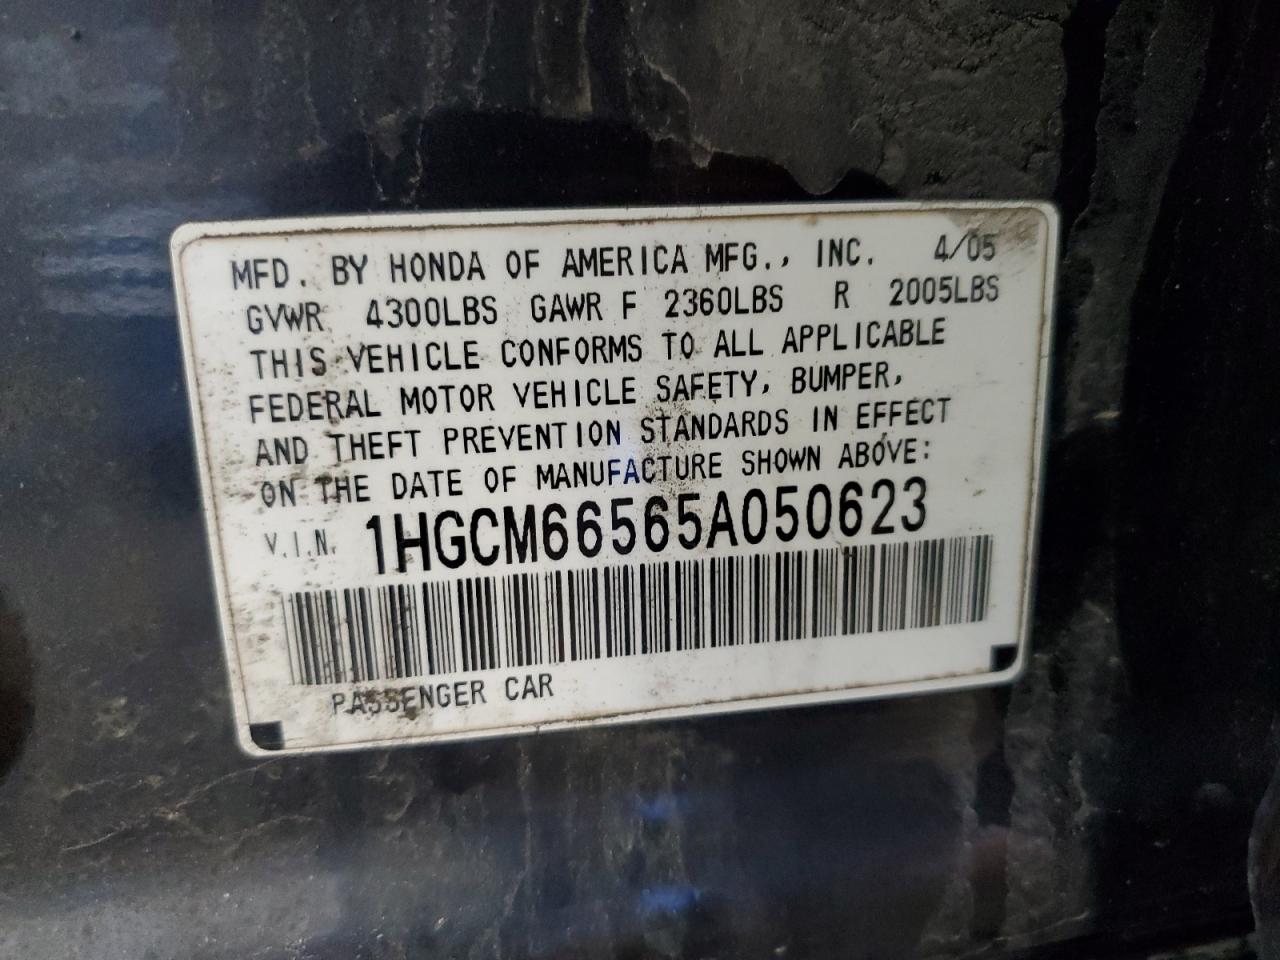 MFD. BY HONDA OF AMERICA MFG., INC. 4/05
GVWR 4300LBS GAWR F 2360LBS R 2005LBS
THIS VEHICLE CONFORMS TO ALL APPLICABLE
FEDERAL MOTOR VEHICLE SAFETY, BUMPER,
AND THEFT PREVENTION STANDARDS IN EFFECT
ON THE DATE OF MANUFACTURE SHOWN ABOVE:
V.I.N. 1HGCM66565A050623
PASSENGER CAR